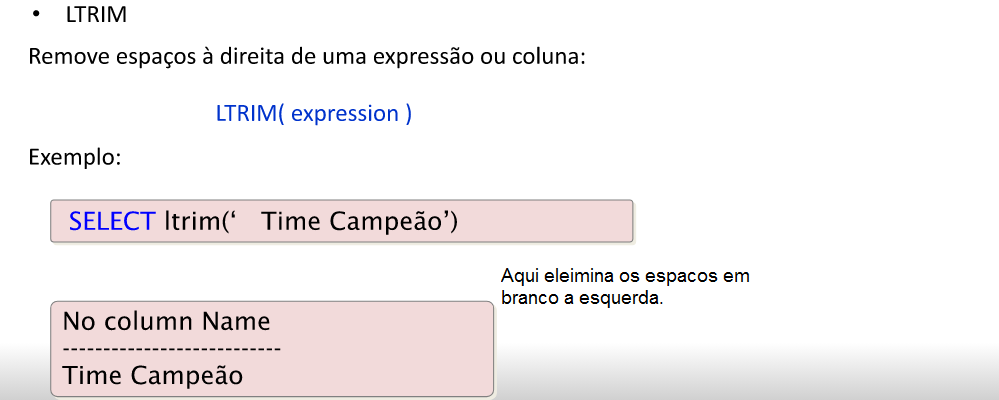 • LTRIM
Remove espaços à direita de uma expressão ou coluna:
LTRIM( expression )
Exemplo:
SELECT ltrim(‘   Time Campeão’)
Aqui eleimina os espacos em
branco a esquerda.
No column Name
---------------------------
Time Campeão